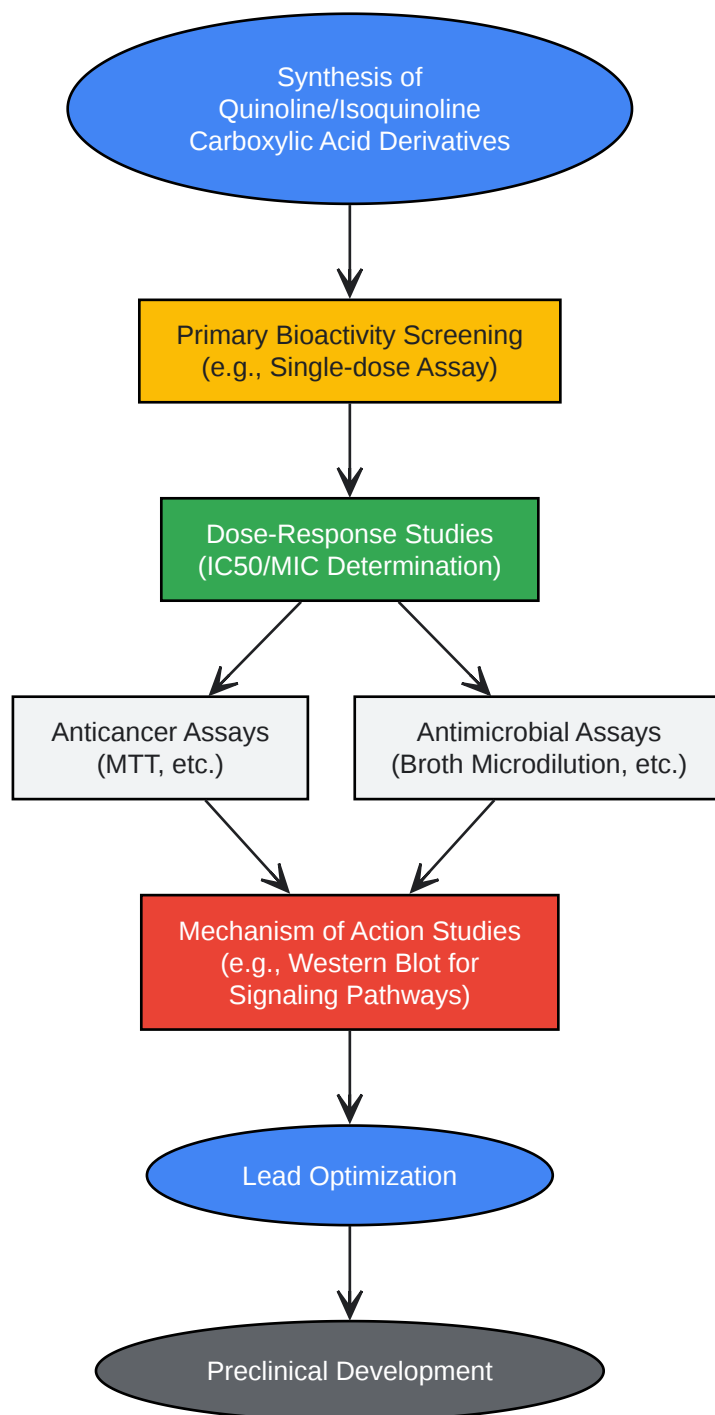 Synthesis of
Quinoline/Isoquinoline
Carboxylic Acid Derivatives
Primary Bioactivity Screening
(e.g., Single-dose Assay)
Dose-Response Studies
(IC50/MIC Determination)
Anticancer Assays
(MTT, etc.)
Antimicrobial Assays
(Broth Microdilution, etc.)
Mechanism of Action Studies
(e.g., Western Blot for
Signaling Pathways)
Lead Optimization
Preclinical Development